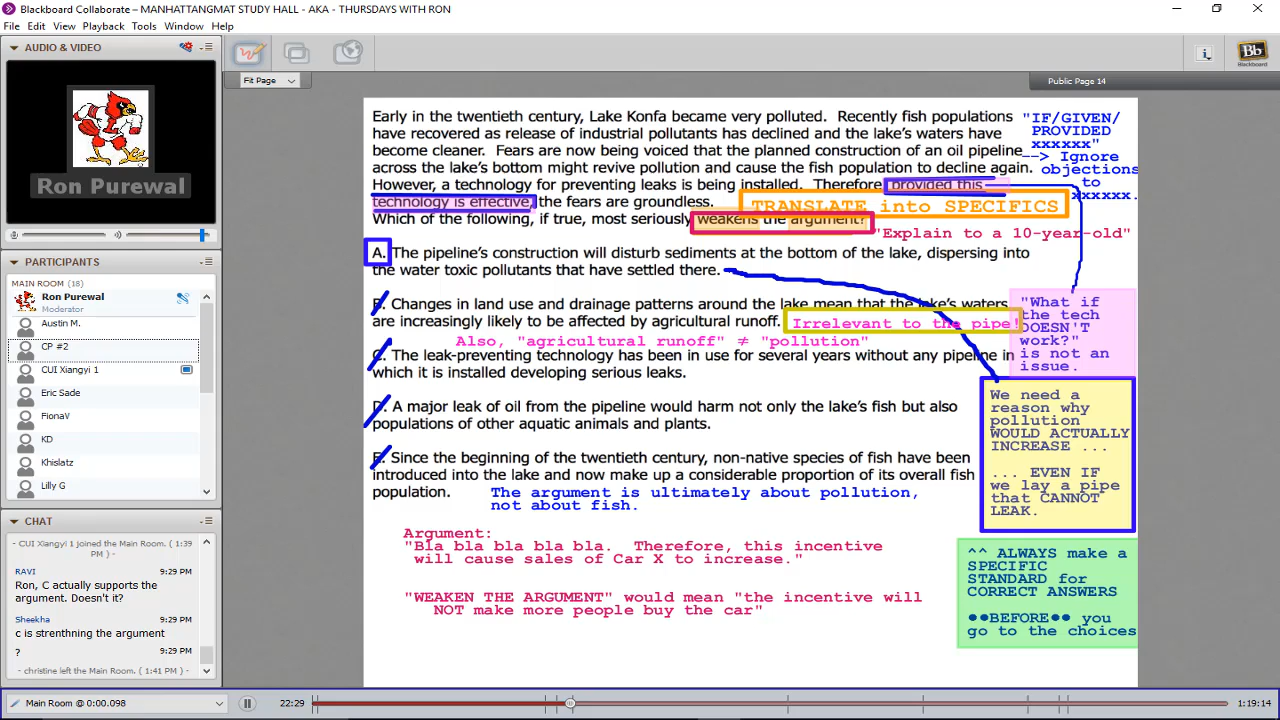 Blackboard Collaborate – MANHATTANGMAT STUDY HALL - AKA - THURSDAYS WITH RON
File Edit View Playback Tools Window Help
AUDIO & VIDEO
Ron Purewal
PARTICIPANTS
MAIN ROOM (18)
Ron Purewal
Moderator
Austin M.
CP #2
CUI Xiangyi 1
Eric Sade
FionaV
KD
Khislatz
Lilly G
CHAT
- CUI Xiangyi 1 joined the Main Room. ( 1:39
PM ) -
RAVI 9:29 PM
Ron, C actually supports the
argument. Doesn't it?
Sheekha 9:29 PM
c is strenthning the argument
? 9:29 PM
- christine left the Main Room. ( 1:41 PM ) -
Main Room @ 0:00.098
Fit Page
Public Page 14
i
Bb
Blackboard
Early in the twentieth century, Lake Konfa became very polluted. Recently fish populations
have recovered as release of industrial pollutants has declined and the lake's waters have
become cleaner. Fears are now being voiced that the planned construction of an oil pipeline
across the lake's bottom might revive pollution and cause the fish population to decline again.
However, a technology for preventing leaks is being installed. Therefore provided this
technology is effective, the fears are groundless.
Which of the following, if true, most seriously weakens the argument?
"IF/GIVEN/
PROVIDED
xxxxxx"
--> Ignore
objections
to
xxxxxx.
TRANSLATE into SPECIFICS
"Explain to a 10-year-old"
A. The pipeline's construction will disturb sediments at the bottom of the lake, dispersing into
the water toxic pollutants that have settled there.
B. Changes in land use and drainage patterns around the lake mean that the lake's waters
are increasingly likely to be affected by agricultural runoff.
Irrelevant to the pipe!
Also, "agricultural runoff" ≠ "pollution"
C. The leak-preventing technology has been in use for several years without any pipeline in
which it is installed developing serious leaks.
D. A major leak of oil from the pipeline would harm not only the lake's fish but also
populations of other aquatic animals and plants.
E. Since the beginning of the twentieth century, non-native species of fish have been
introduced into the lake and now make up a considerable proportion of its overall fish
population.
The argument is ultimately about pollution,
not about fish.
"What if
the tech
DOESN'T
work?"
is not an
issue.
We need a
reason why
pollution
WOULD ACTUALLY
INCREASE ...
... EVEN IF
we lay a pipe
that CANNOT
LEAK.
Argument:
"Bla bla bla bla bla. Therefore, this incentive
will cause sales of Car X to increase."
"WEAKEN THE ARGUMENT" would mean "the incentive will
NOT make more people buy the car"
^^ ALWAYS make a
SPECIFIC
STANDARD for
CORRECT ANSWERS
●●BEFORE●● you
go to the choices
22:29
1:19:14